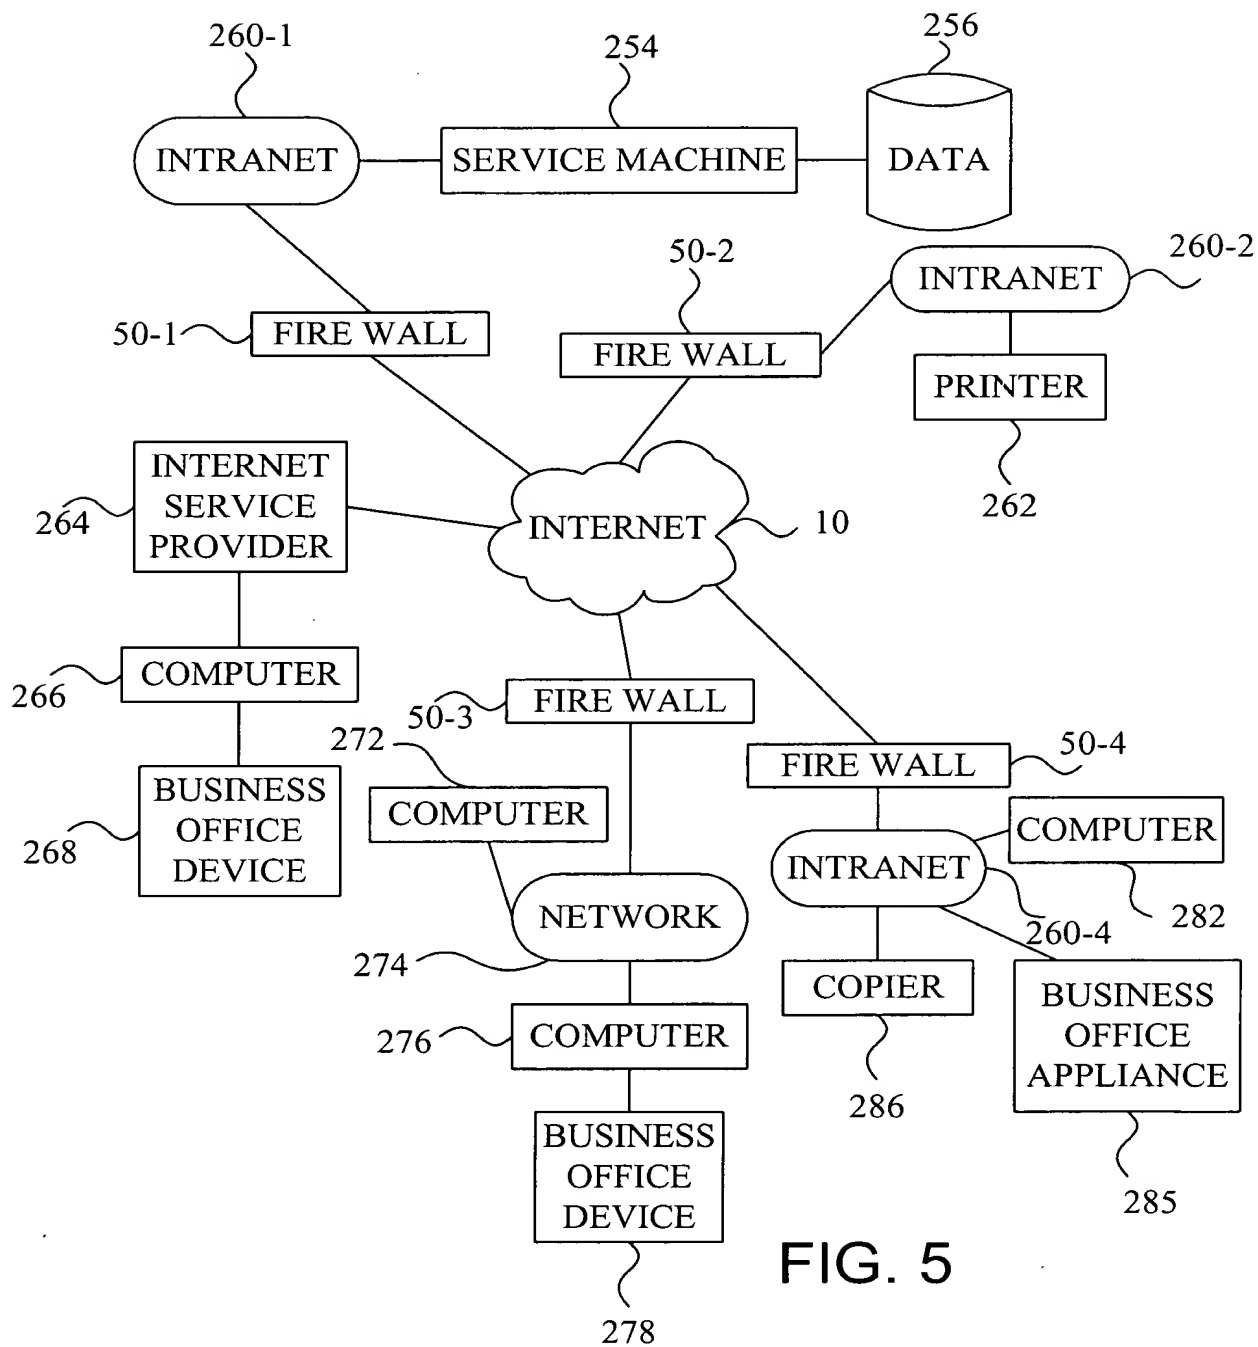 260-1
254
256
INTRANET
SERVICE MACHINE
DATA
50-2
260-2
INTRANET
50-1
FIRE WALL
FIRE WALL
PRINTER
INTERNET
SERVICE
PROVIDER
264
262
INTERNET
10
COMPUTER
266
FIRE WALL
50-3
272
50-4
FIRE WALL
BUSINESS
OFFICE
DEVICE
268
COMPUTER
COMPUTER
INTRANET
282
260-4
NETWORK
274
COPIER
BUSINESS
OFFICE
APPLIANCE
276
COMPUTER
286
BUSINESS
OFFICE
DEVICE
285
FIG. 5
278